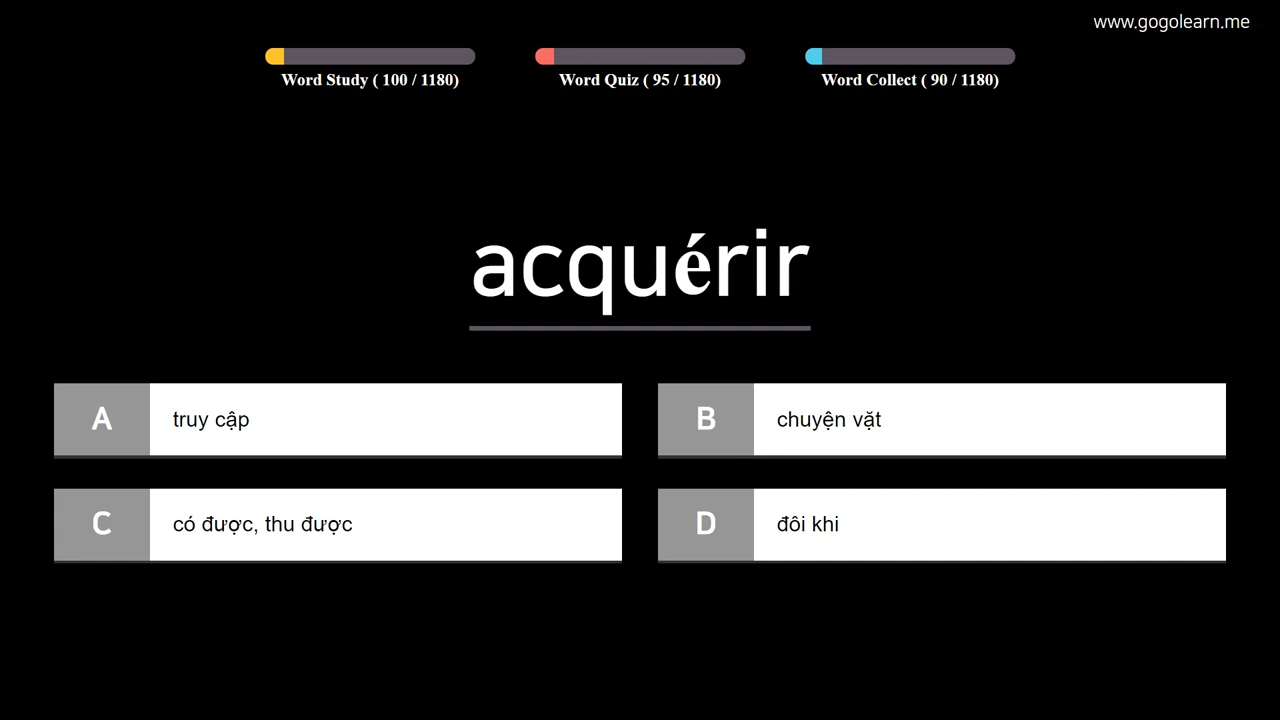 www.gogolearn.me
Word Study ( 100 / 1180)
Word Quiz ( 95 / 1180)
Word Collect ( 90 / 1180)
acquérir
A truy cập
B chuyện vặt
C có được, thu được
D đôi khi